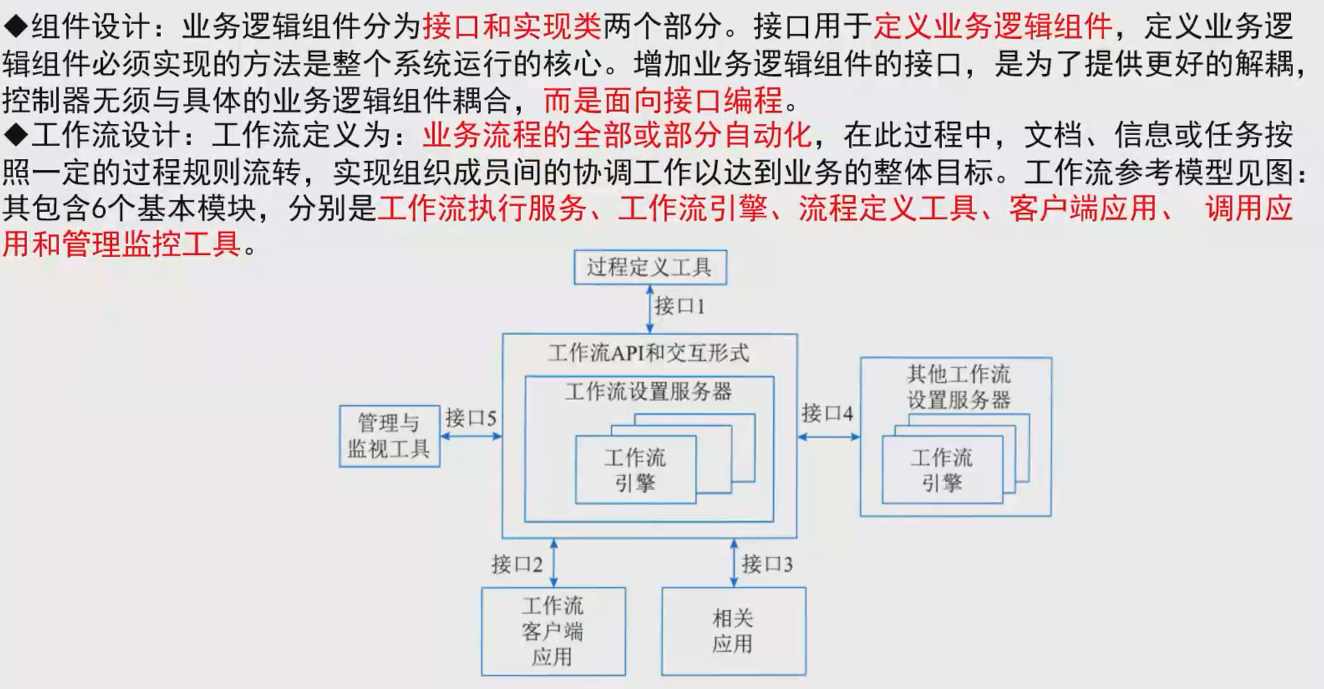 ◆组件设计：业务逻辑组件分为接口和实现类两个部分。接口用于定义业务逻辑组件，定义业务逻
辑组件必须实现的方法是整个系统运行的核心。增加业务逻辑组件的接口，是为了提供更好的解耦，
控制器无须与具体的业务逻辑组件耦合，而是面向接口编程。
◆工作流设计：工作流定义为：业务流程的全部或部分自动化，在此过程中，文档、信息或任务按
照一定的过程规则流转，实现组织成员间的协调工作以达到业务的整体目标。工作流参考模型见图：
其包含6个基本模块，分别是工作流执行服务、工作流引擎、流程定义工具、客户端应用、 调用应
用和管理监控工具。
过程定义工具
接口1
工作流API和交互形式
工作流设置服务器
工作流
引擎
管理与
监视工具
接口5
接口4
其他工作流
设置服务器
工作流
引擎
接口2
接口3
工作流
客户端
应用
相关
应用